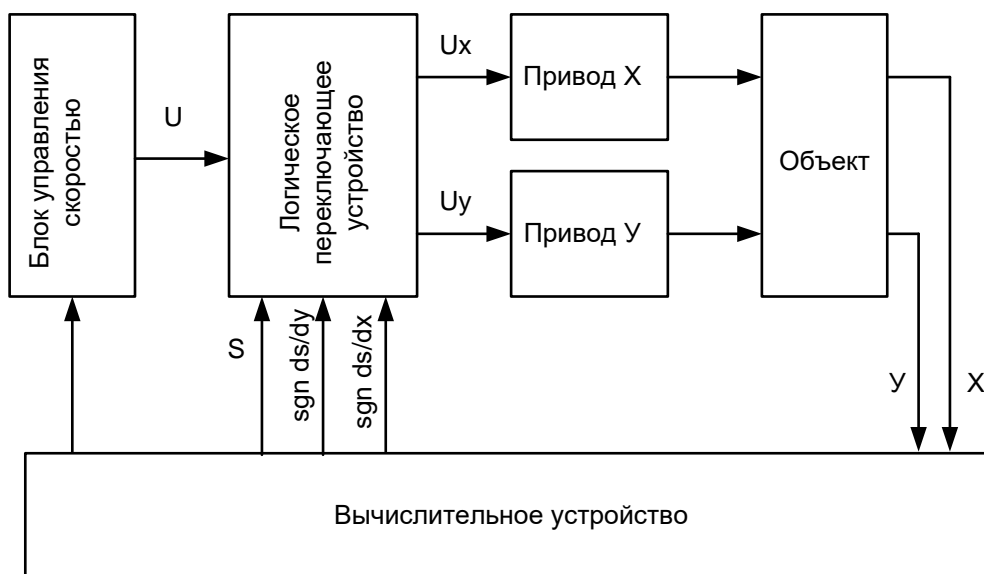 Блок управления
скоростью
U
Логическое
переключающее
устройство
Ux
Uy
Привод Х
Привод У
Объект
S
sgn ds/dy
sgn ds/dx
У
Х
Вычислительное устройство